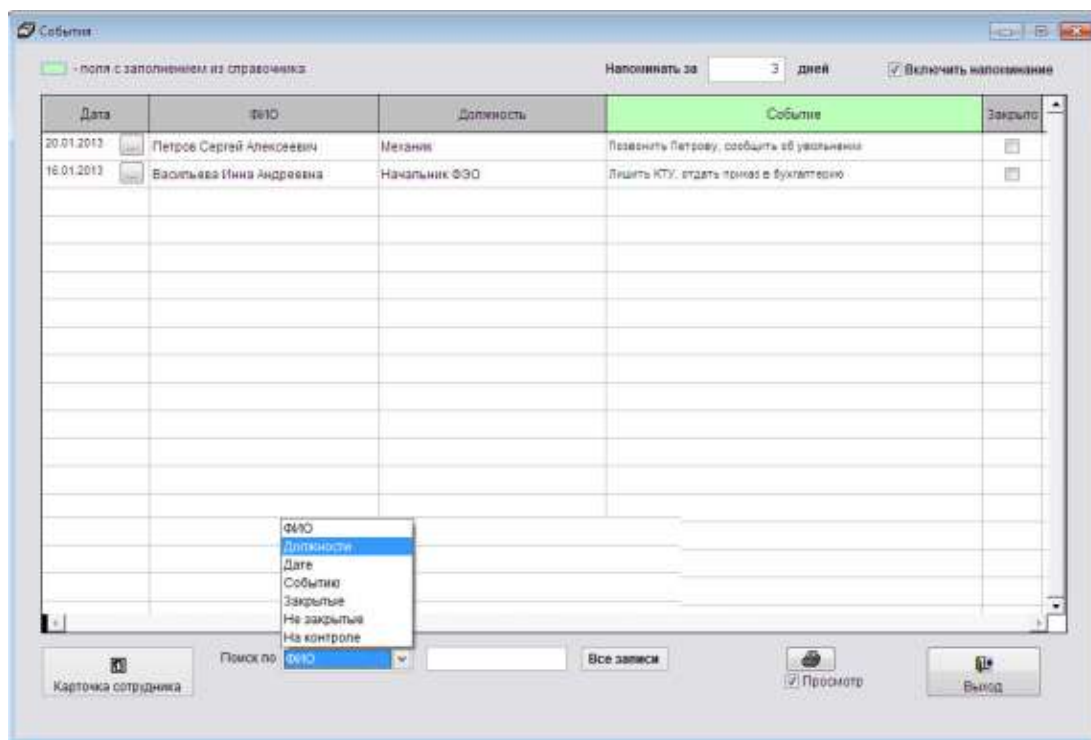 События
- поля с заполнением из справочника
Напоминать за 3 дней
Включить напоминание
Дата ФИО Должность Событие Закрыто
20.01.2013 ... Петров Сергей Алексеевич Механик Позвонить Петрову, сообщить об увольнении
16.01.2013 ... Васильева Инна Андреевна Начальник ФЭО Лишить КТУ, отдать приказ в бухгалтерию
ФИО
Должности
Дате
Событию
Закрытые
Не закрытые
На контроле
Поиск по ФИО
Все записи
Карточка сотрудника
Просмотр
Выход